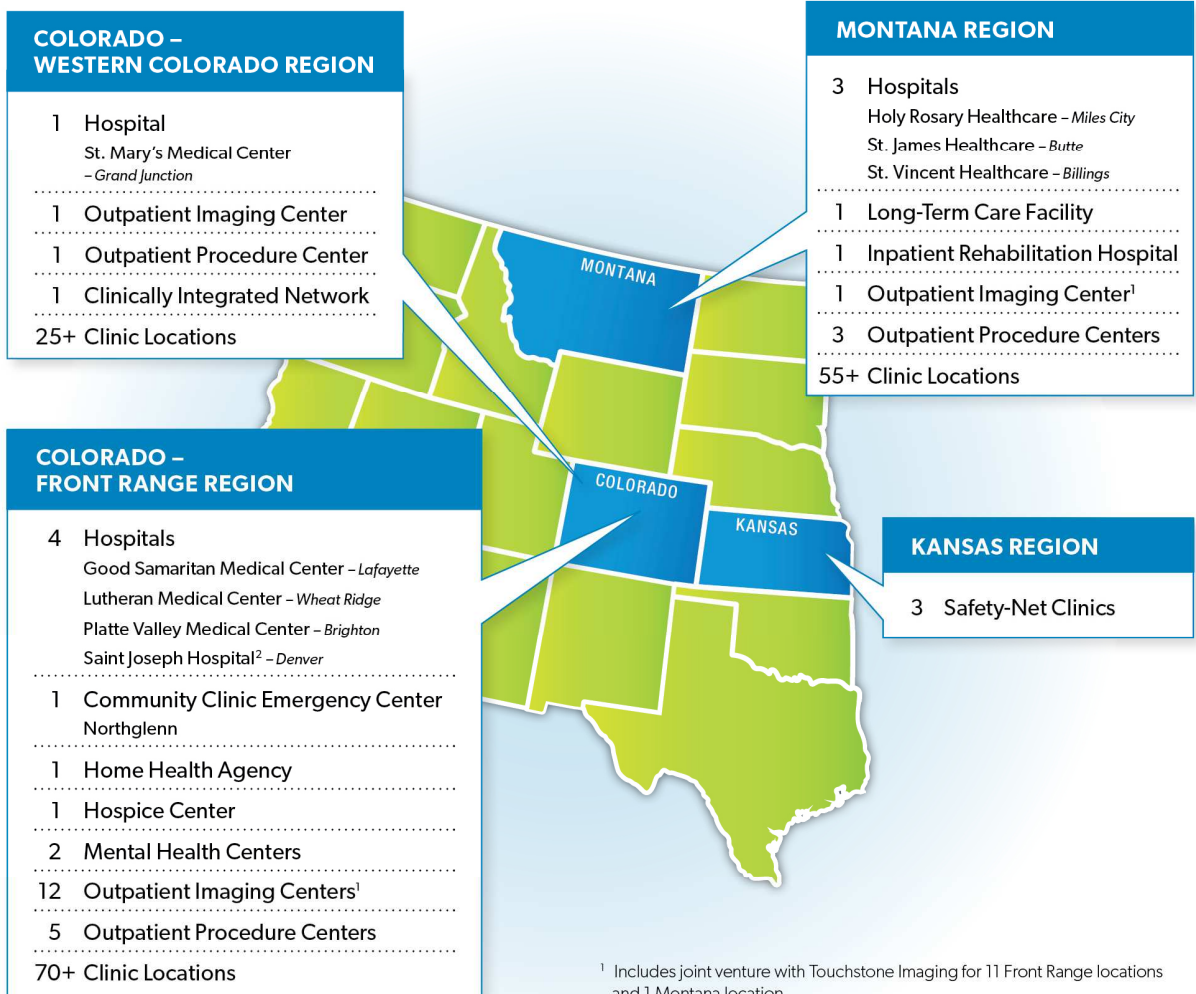 COLORADO –
WESTERN COLORADO REGION
1 Hospital
St. Mary's Medical Center
– Grand Junction
1 Outpatient Imaging Center
1 Outpatient Procedure Center
1 Clinically Integrated Network
25+ Clinic Locations
MONTANA REGION
3 Hospitals
Holy Rosary Healthcare – Miles City
St. James Healthcare – Butte
St. Vincent Healthcare – Billings
1 Long-Term Care Facility
1 Inpatient Rehabilitation Hospital
1 Outpatient Imaging Center¹
3 Outpatient Procedure Centers
55+ Clinic Locations
MONTANA
COLORADO
KANSAS
COLORADO –
FRONT RANGE REGION
4 Hospitals
Good Samaritan Medical Center – Lafayette
Lutheran Medical Center – Wheat Ridge
Platte Valley Medical Center – Brighton
Saint Joseph Hospital² – Denver
1 Community Clinic Emergency Center
Northglenn
1 Home Health Agency
1 Hospice Center
2 Mental Health Centers
12 Outpatient Imaging Centers¹
5 Outpatient Procedure Centers
70+ Clinic Locations
KANSAS REGION
3 Safety-Net Clinics
¹ Includes joint venture with Touchstone Imaging for 11 Front Range locations
and 1 Montana location